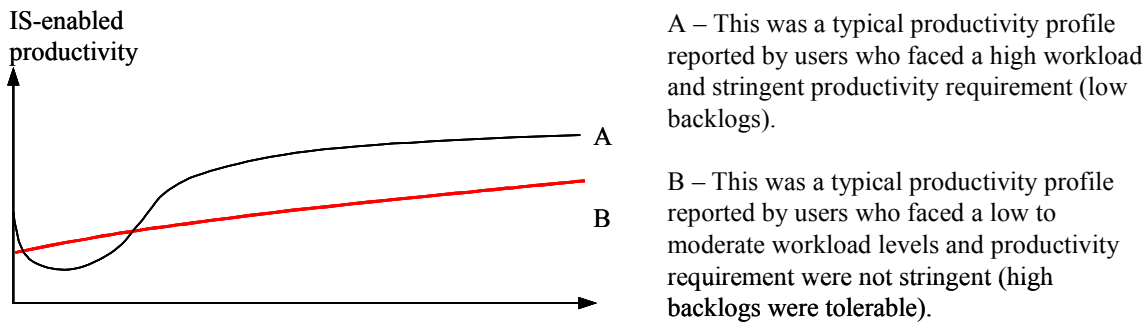 IS-enabled
productivity
A
B
A – This was a typical productivity profile
reported by users who faced a high workload
and stringent productivity requirement (low
backlogs).
B – This was a typical productivity profile
reported by users who faced a low to
moderate workload levels and productivity
requirement were not stringent (high
backlogs were tolerable).